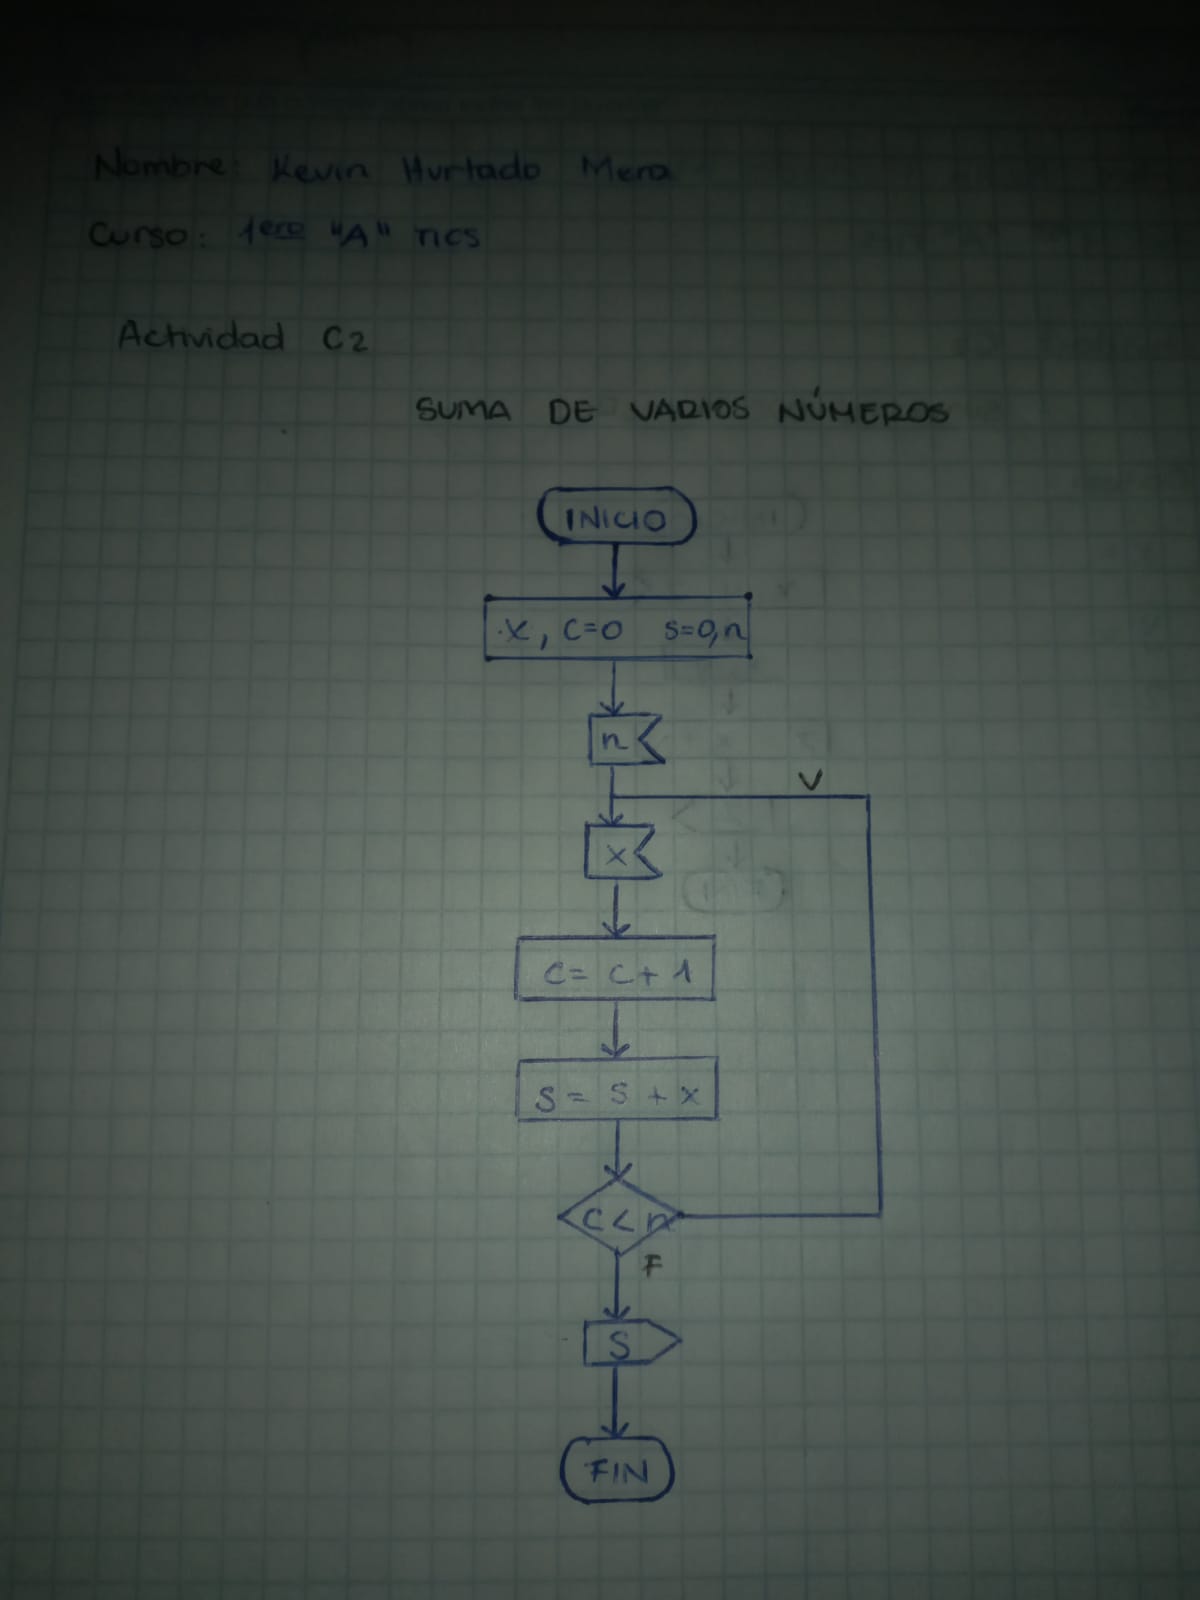 Nombre: Kevin Hurtado Mera
Curso: 1ero "A" TICS
Actividad C2
SUMA DE VARIOS NÚMEROS
INICIO
x, c=0 s=0,n
n
V
x
c= c+1
s= s + x
c<n
F
S
FIN